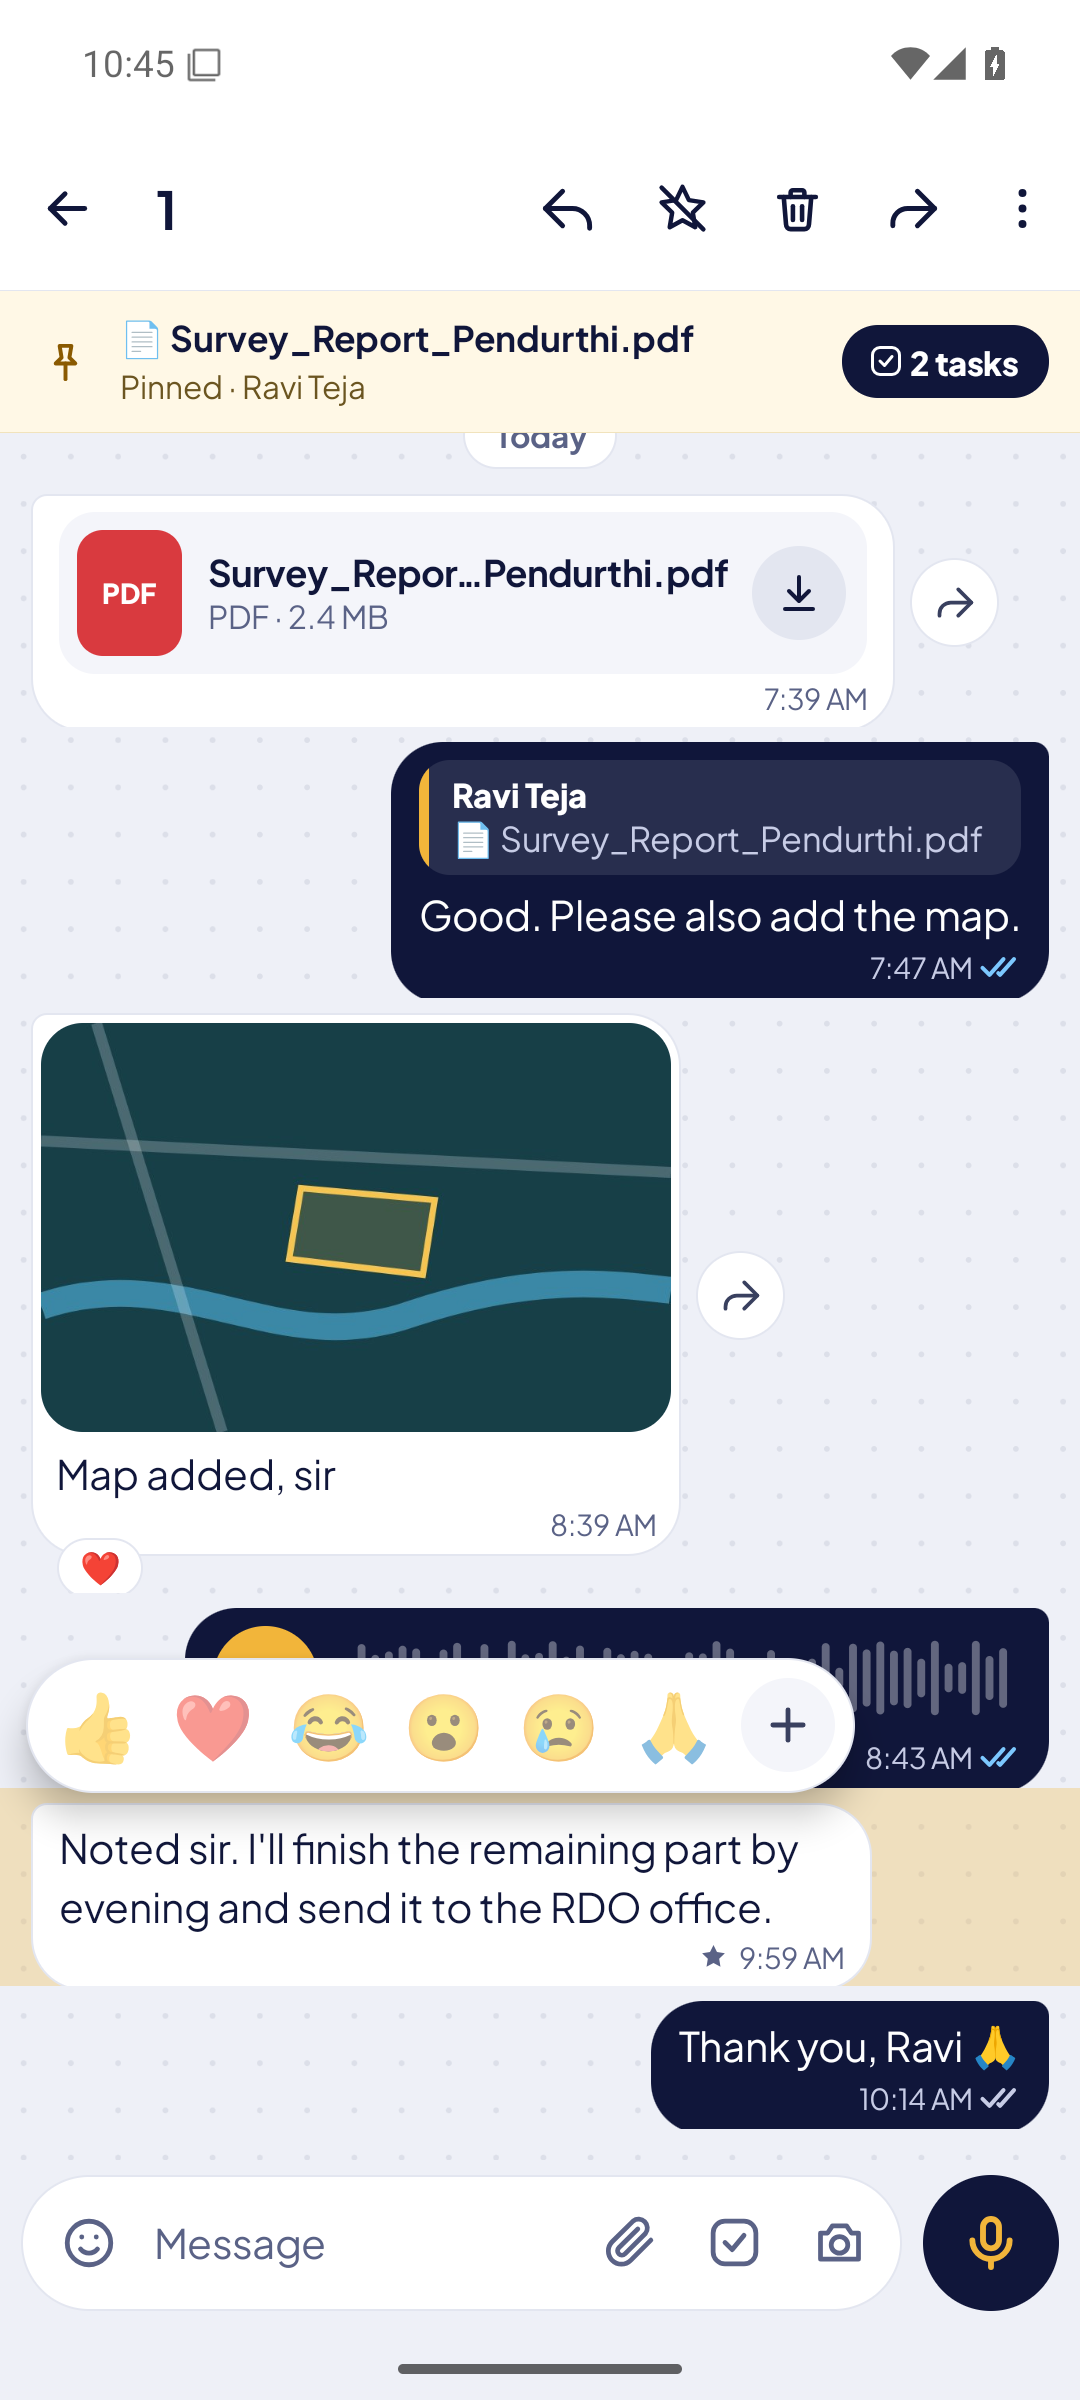 10:45
1
Survey_Report_Pendurthi.pdf
Pinned · Ravi Teja
2 tasks
Today
PDF
Survey_Repor...Pendurthi.pdf
PDF · 2.4 MB
7:39 AM
Ravi Teja
Survey_Report_Pendurthi.pdf
Good. Please also add the map.
7:47 AM
Map added, sir
8:39 AM
8:43 AM
Noted sir. I'll finish the remaining part by
evening and send it to the RDO office.
9:59 AM
Thank you, Ravi 🙏
10:14 AM
Message